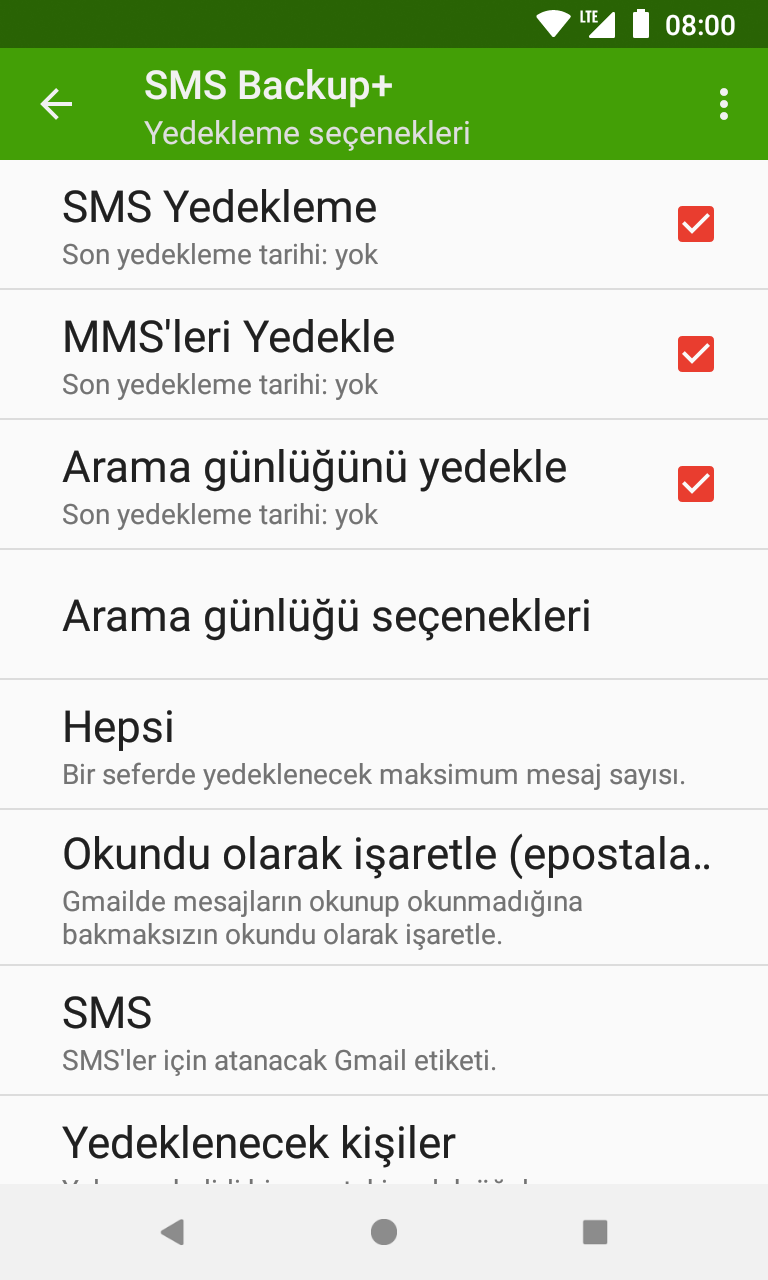 LTE 08:00
SMS Backup+
Yedekleme seçenekleri
SMS Yedekleme
Son yedekleme tarihi: yok
MMS'leri Yedekle
Son yedekleme tarihi: yok
Arama günlüğünü yedekle
Son yedekleme tarihi: yok
Arama günlüğü seçenekleri
Hepsi
Bir seferde yedeklenecek maksimum mesaj sayısı.
Okundu olarak işaretle (epostala..
Gmailde mesajların okunup okunmadığına
bakmaksızın okundu olarak işaretle.
SMS
SMS'ler için atanacak Gmail etiketi.
Yedeklenecek kişiler